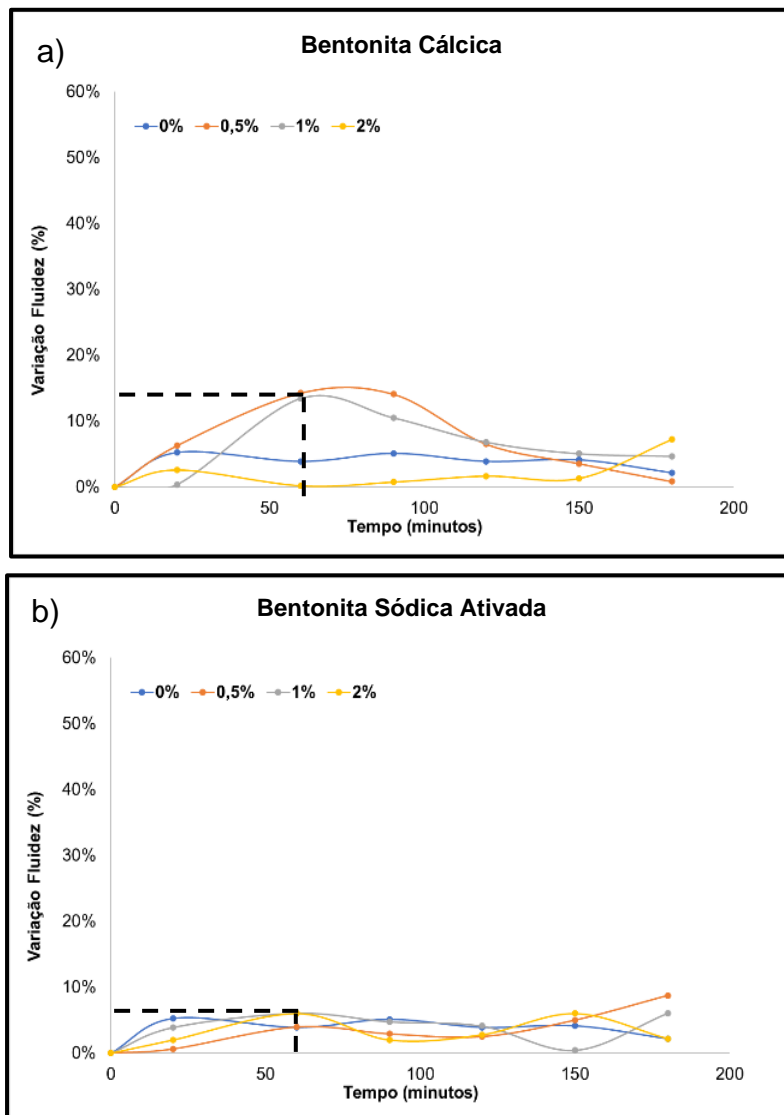 a)
Bentonita Cálcica
60%
0% 0,5% 1% 2%
50%
40%
30%
20%
10%
0%
Variação Fluidez (%)
0 50 100 150 200
Tempo (minutos)
b)
Bentonita Sódica Ativada
60%
0% 0,5% 1% 2%
50%
40%
30%
20%
10%
0%
Variação Fluidez (%)
0 50 100 150 200
Tempo (minutos)